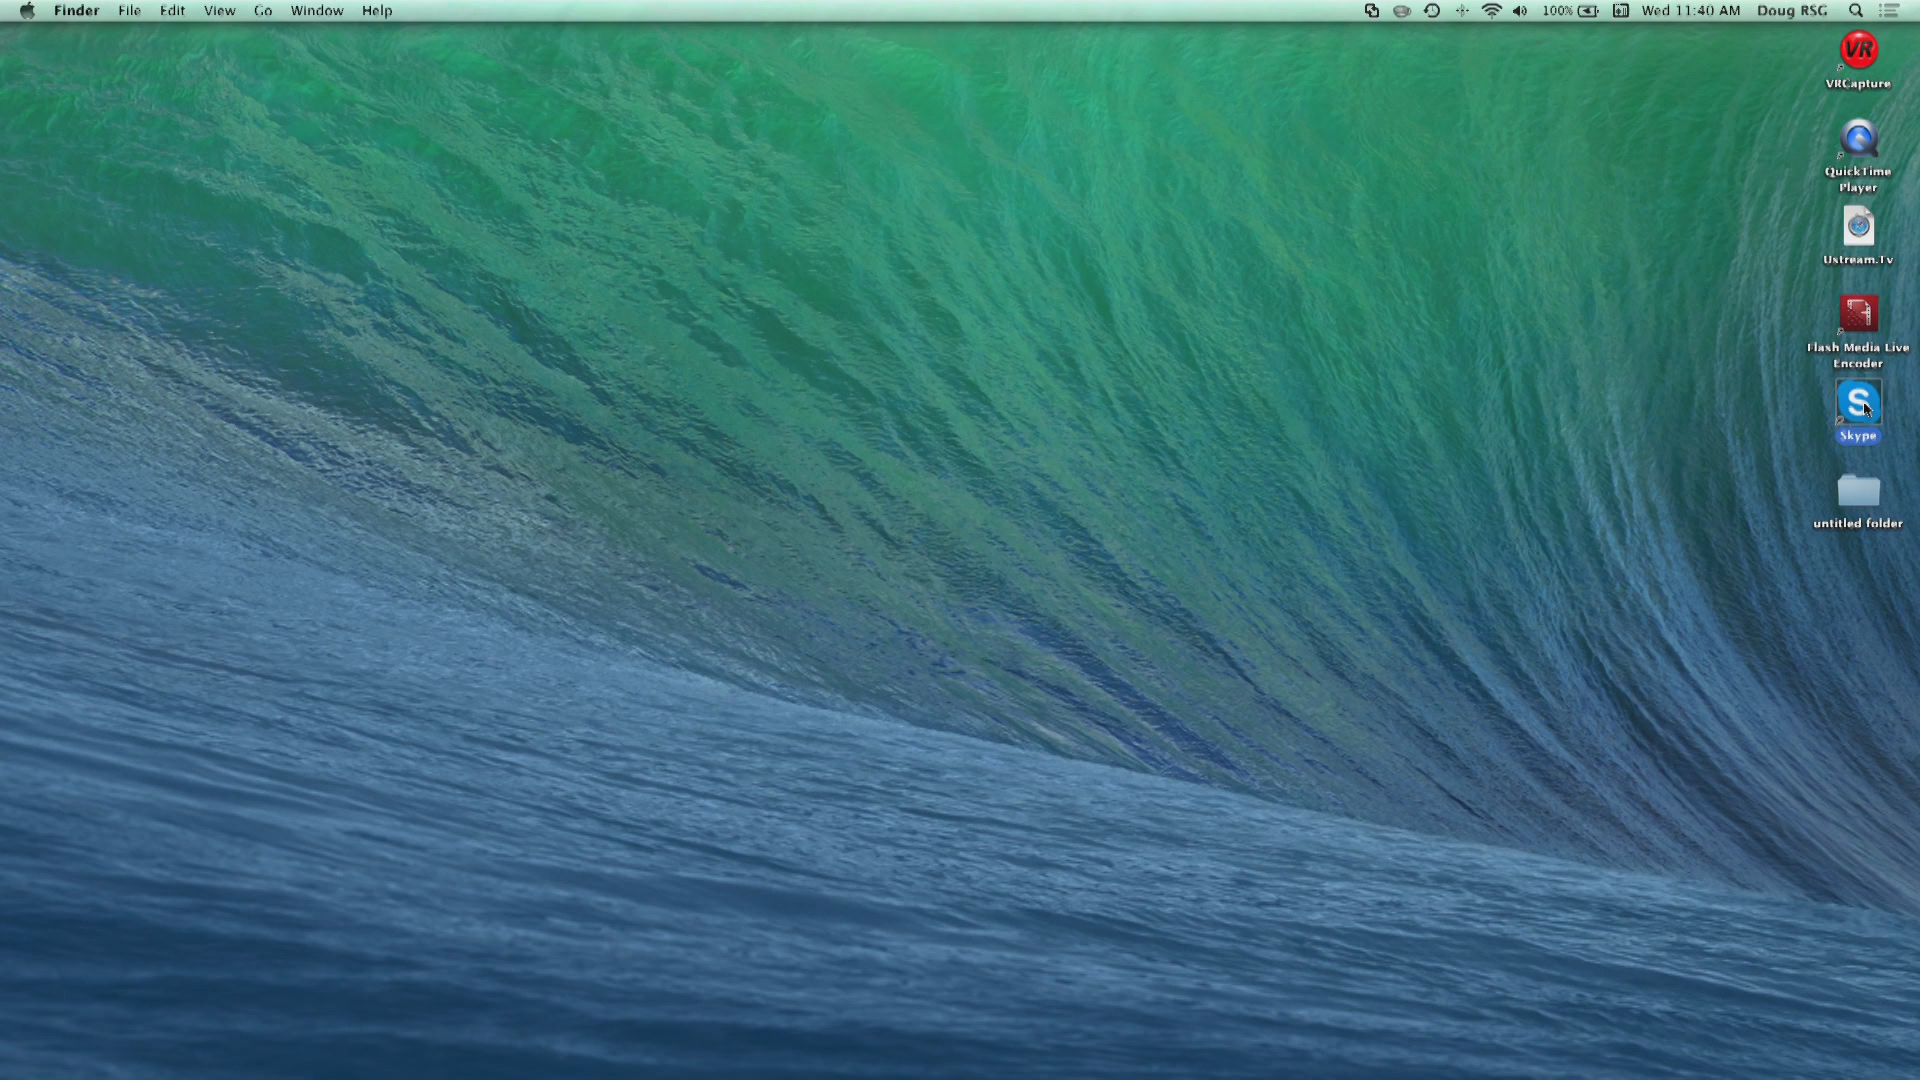 Finder File Edit View Go Window Help
100% Wed 11:40 AM Doug RSG
VR
VRCapture
QuickTime
Player
Ustream.Tv
Flash Media Live
Encoder
S
Skype
untitled folder